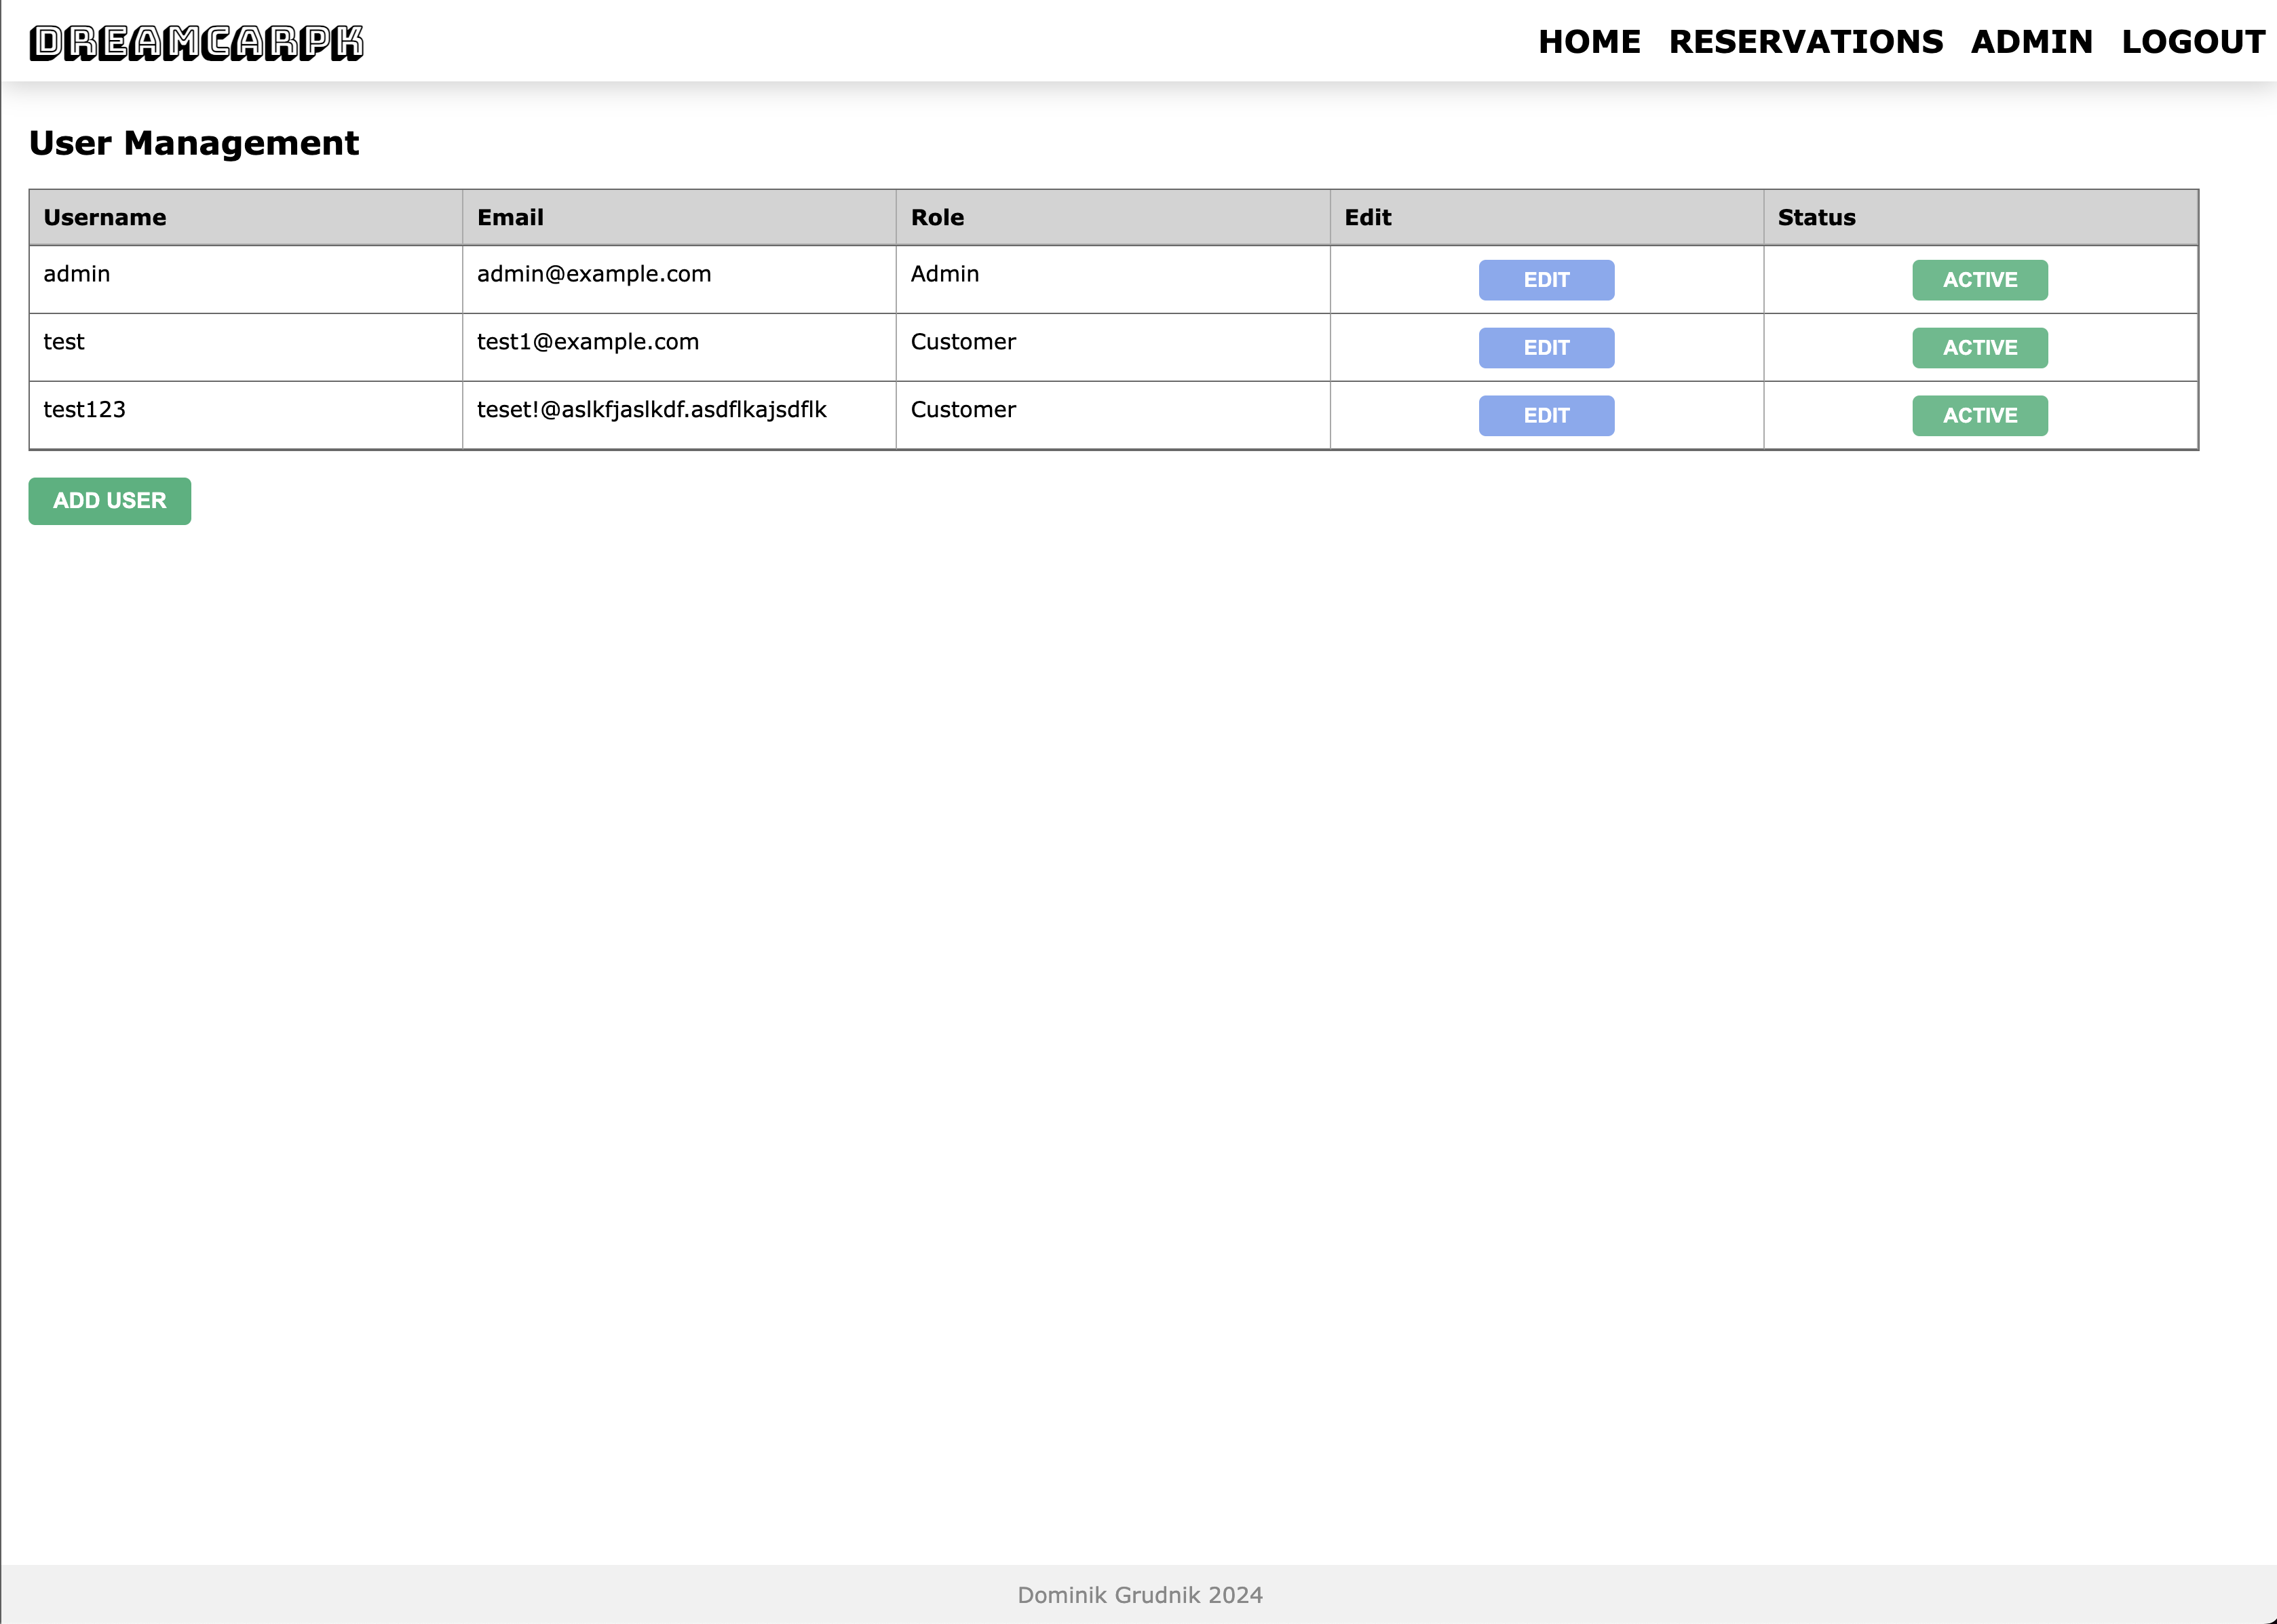 DREAMCARPK HOME RESERVATIONS ADMIN LOGOUT
User Management
Username Email Role Edit Status
admin admin@example.com Admin EDIT ACTIVE
test test1@example.com Customer EDIT ACTIVE
test123 teset!@aslkfjaslkdf.asdflkajsdflk Customer EDIT ACTIVE
ADD USER
Dominik Grudnik 2024